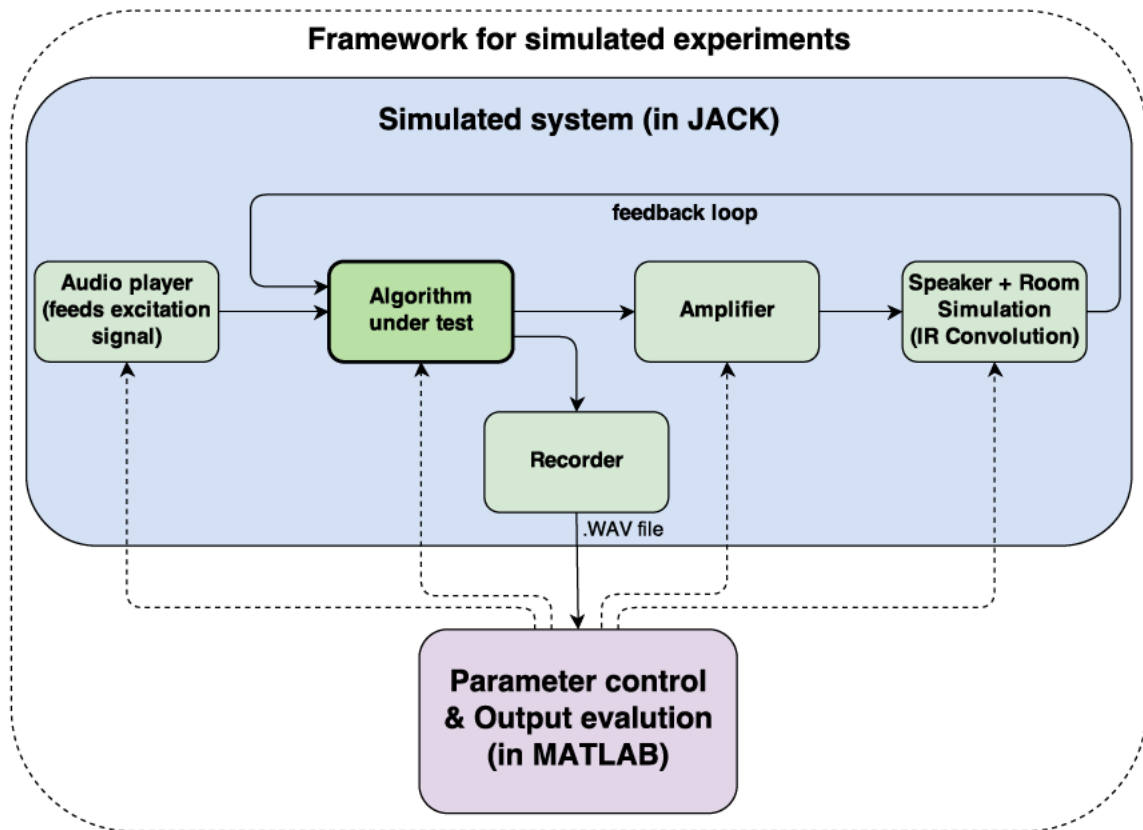 Framework for simulated experiments
Simulated system (in JACK)
feedback loop
Audio player
(feeds excitation
signal)
Algorithm
under test
Amplifier
Speaker + Room
Simulation
(IR Convolution)
Recorder
.WAV file
Parameter control
& Output evalution
(in MATLAB)